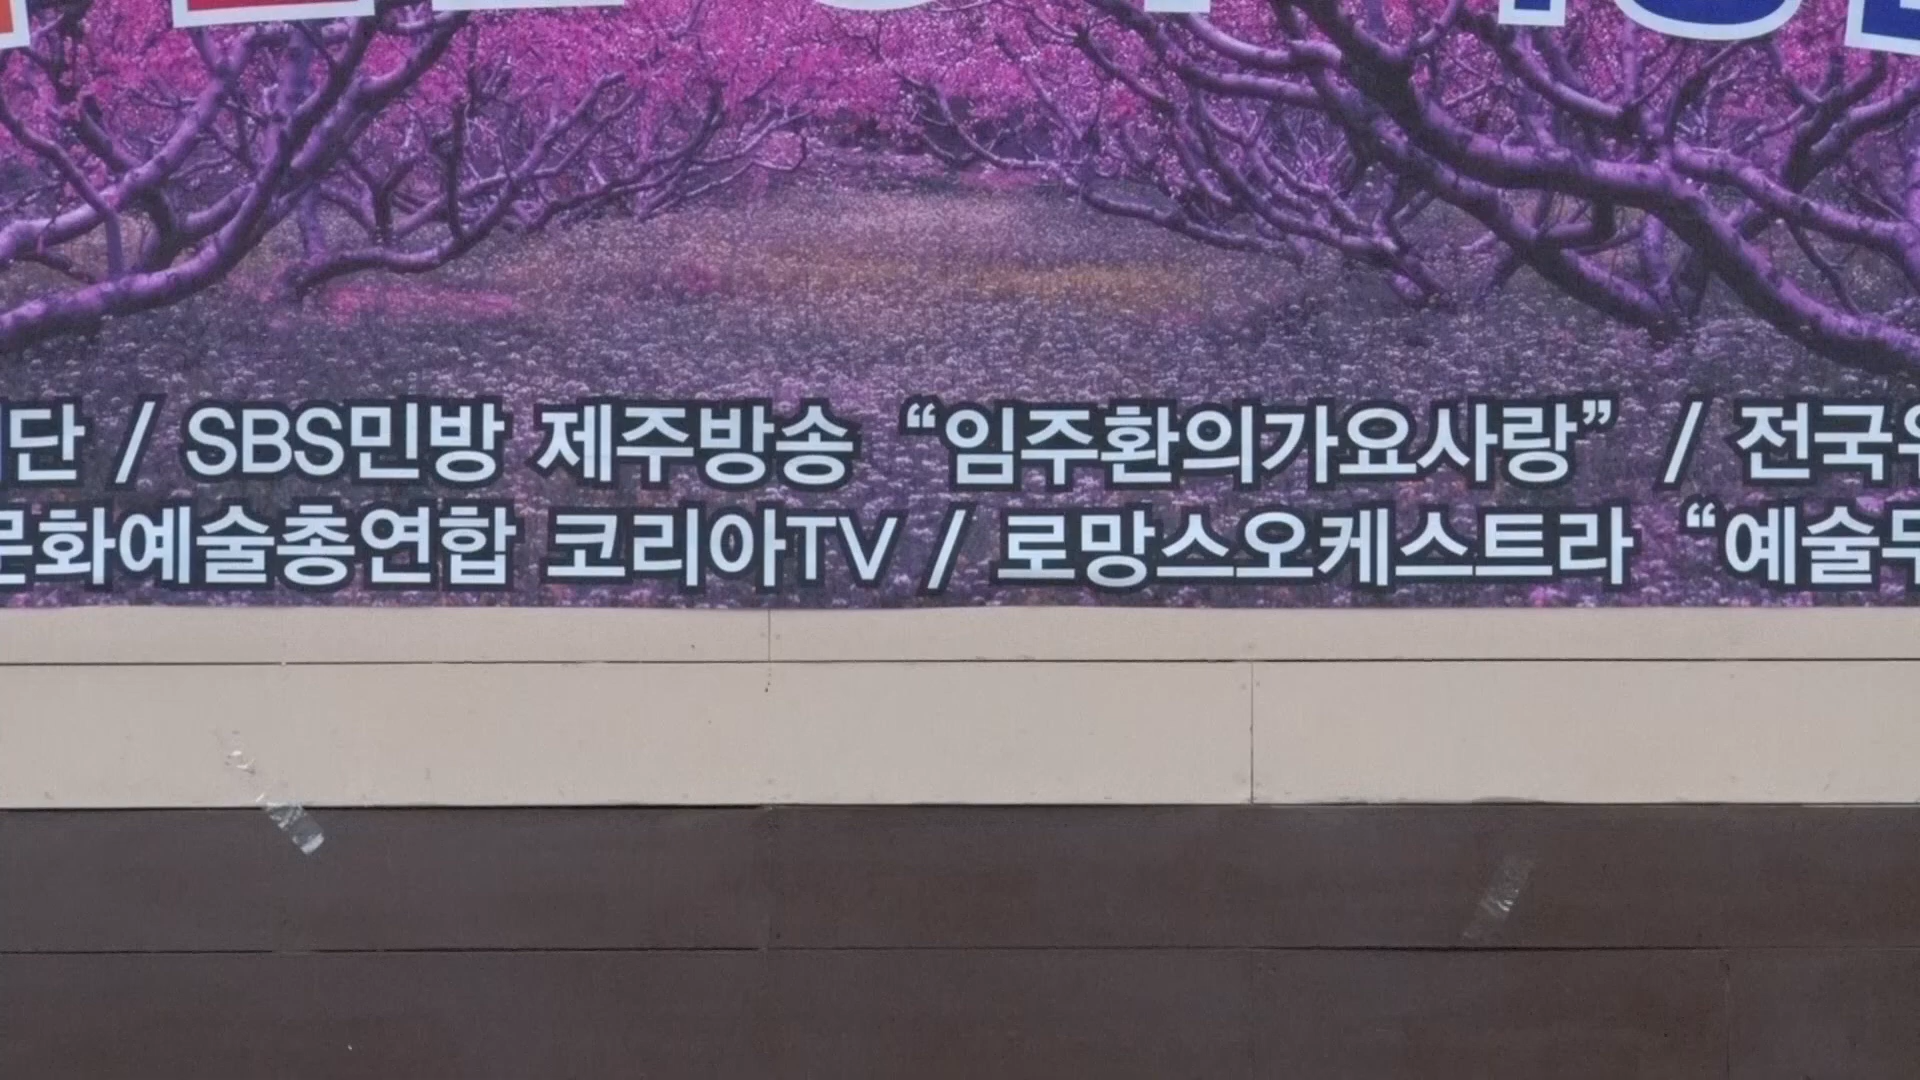 단 / SBS민방 제주방송 “임주환의가요사랑” / 전국
문화예술총연합 코리아TV / 로망스오케스트라 “예술